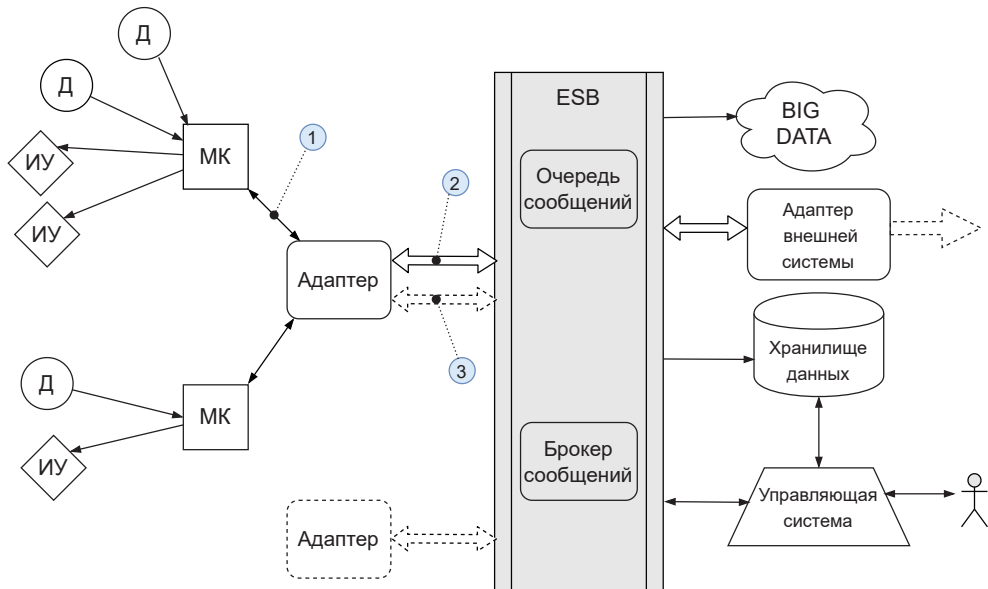 Д
Д
ИУ
ИУ
МК
1
2
Адаптер
3
Д
ИУ
МК
Адаптер
ESB
Очередь
сообщений
Брокер
сообщений
BIG
DATA
Адаптер
внешней
системы
Хранилище
данных
Управляющая
система